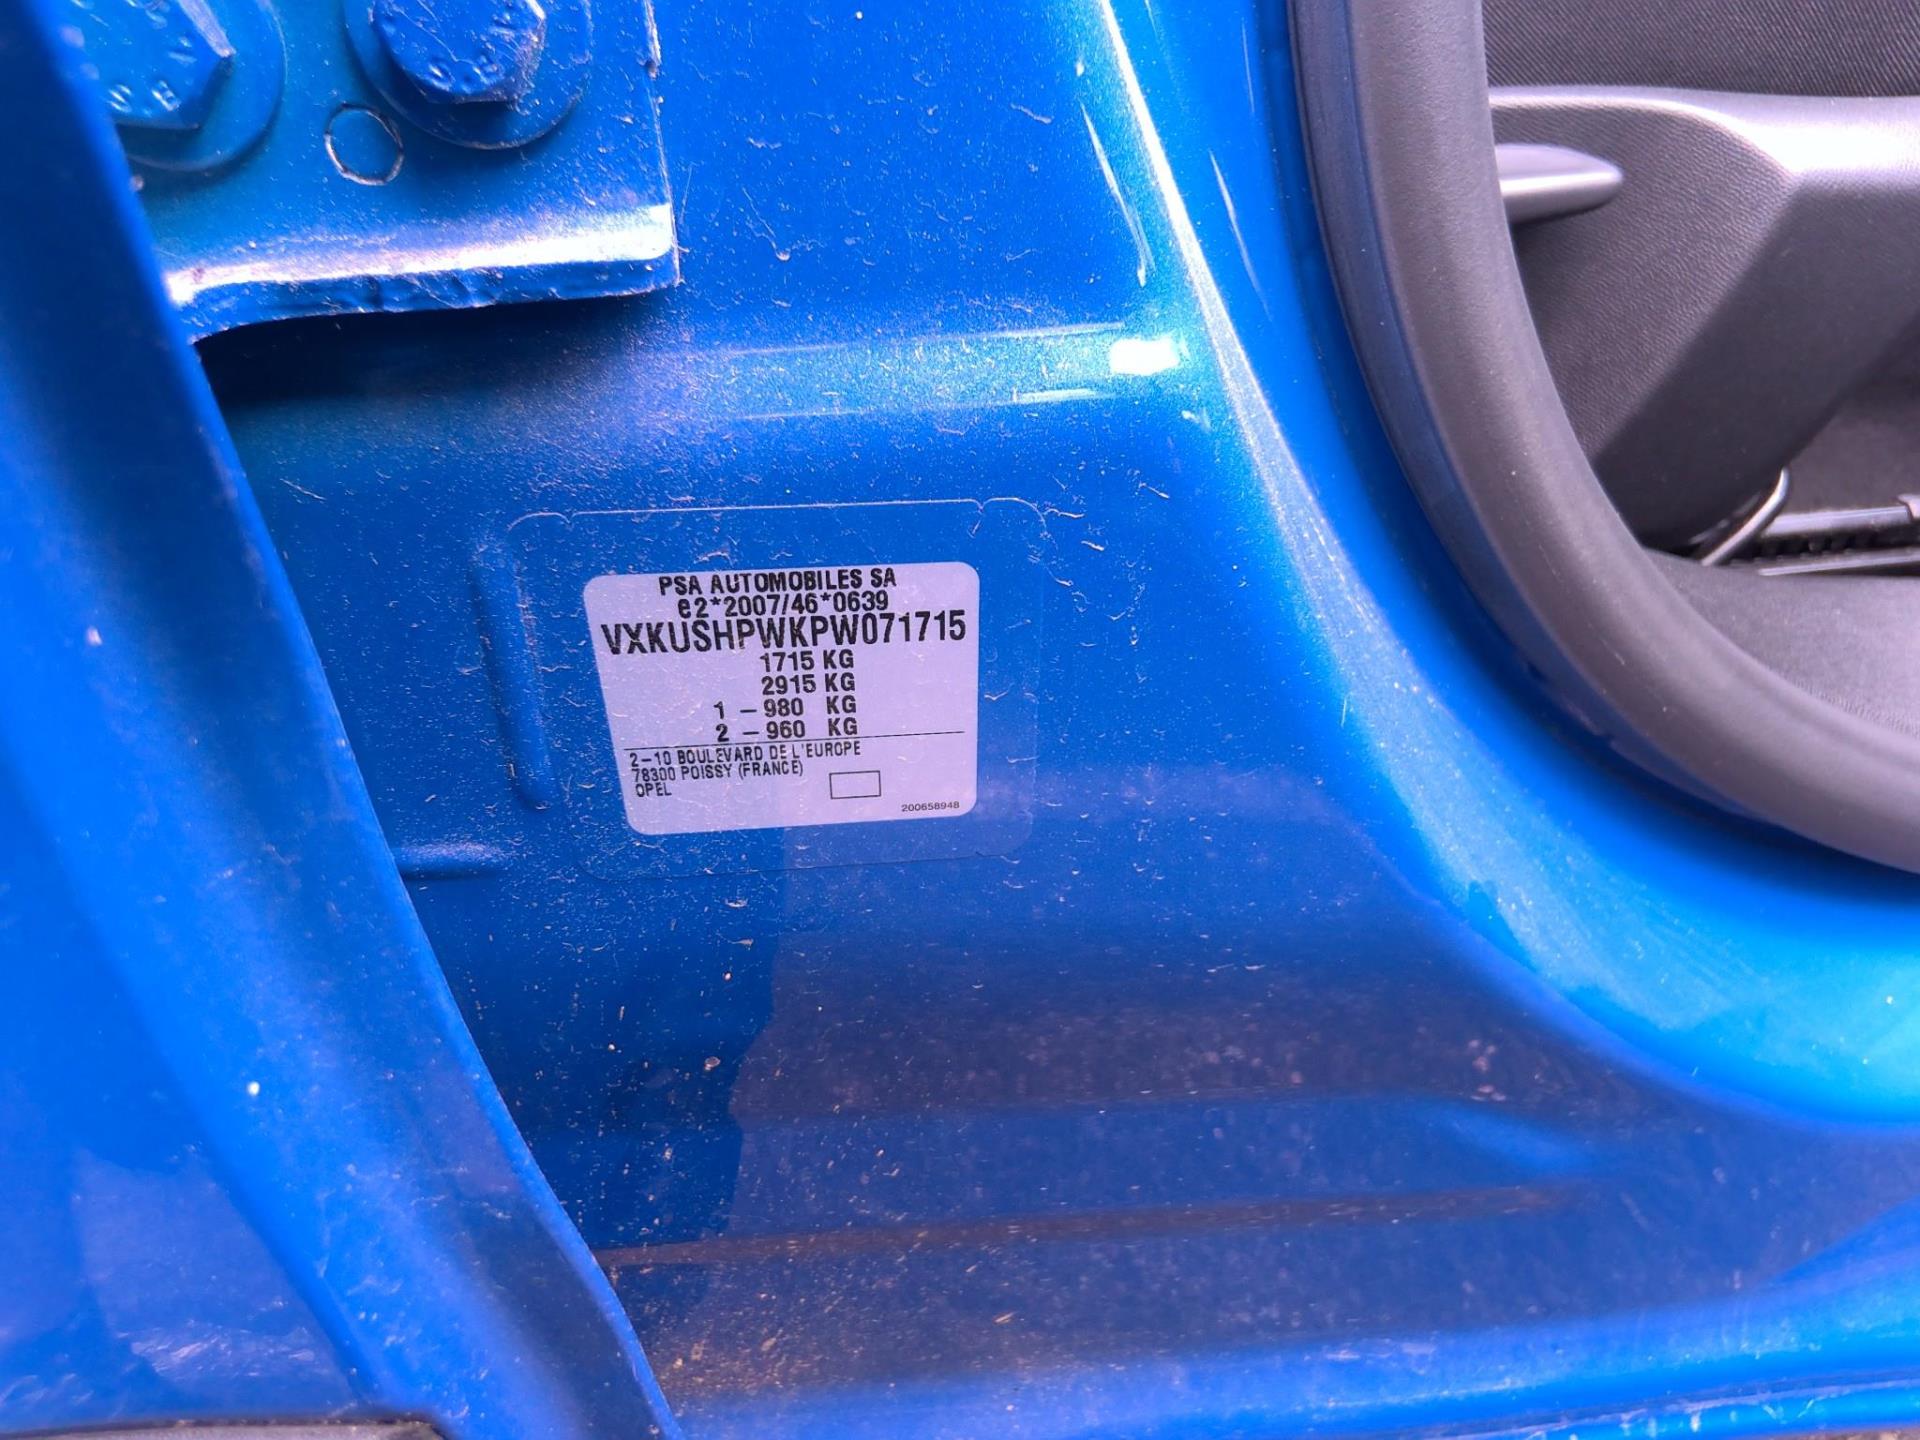 PSA AUTOMOBILES SA
e2*2007/46*0639
VXKUSHPWKPW071715
1715 KG
2915 KG
1 – 980 KG
2 – 960 KG
2–10 BOULEVARD DE L'EUROPE
78300 POISSY (FRANCE)
OPEL
200658948